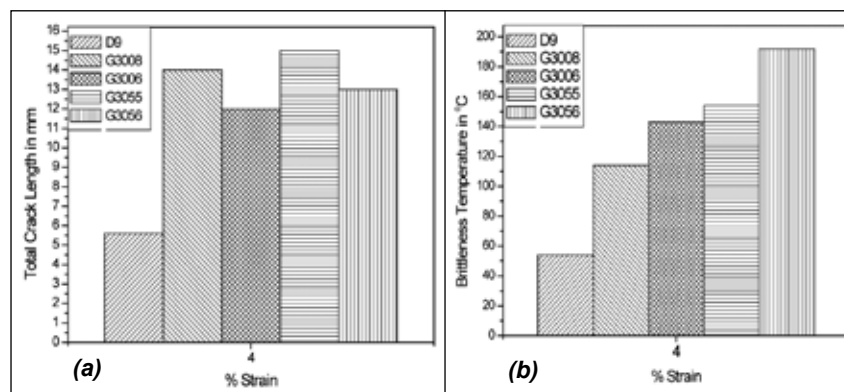 16
15
14
13
12
11
10
9
8
7
6
5
4
3
2
1
0
Total Crack Length in mm
D9
G3008
G3006
G3055
G3056
4
% Strain
(a)
200
180
160
140
120
100
80
60
40
20
0
Brittleness Temperature in °C
D9
G3008
G3006
G3055
G3056
4
% Strain
(b)